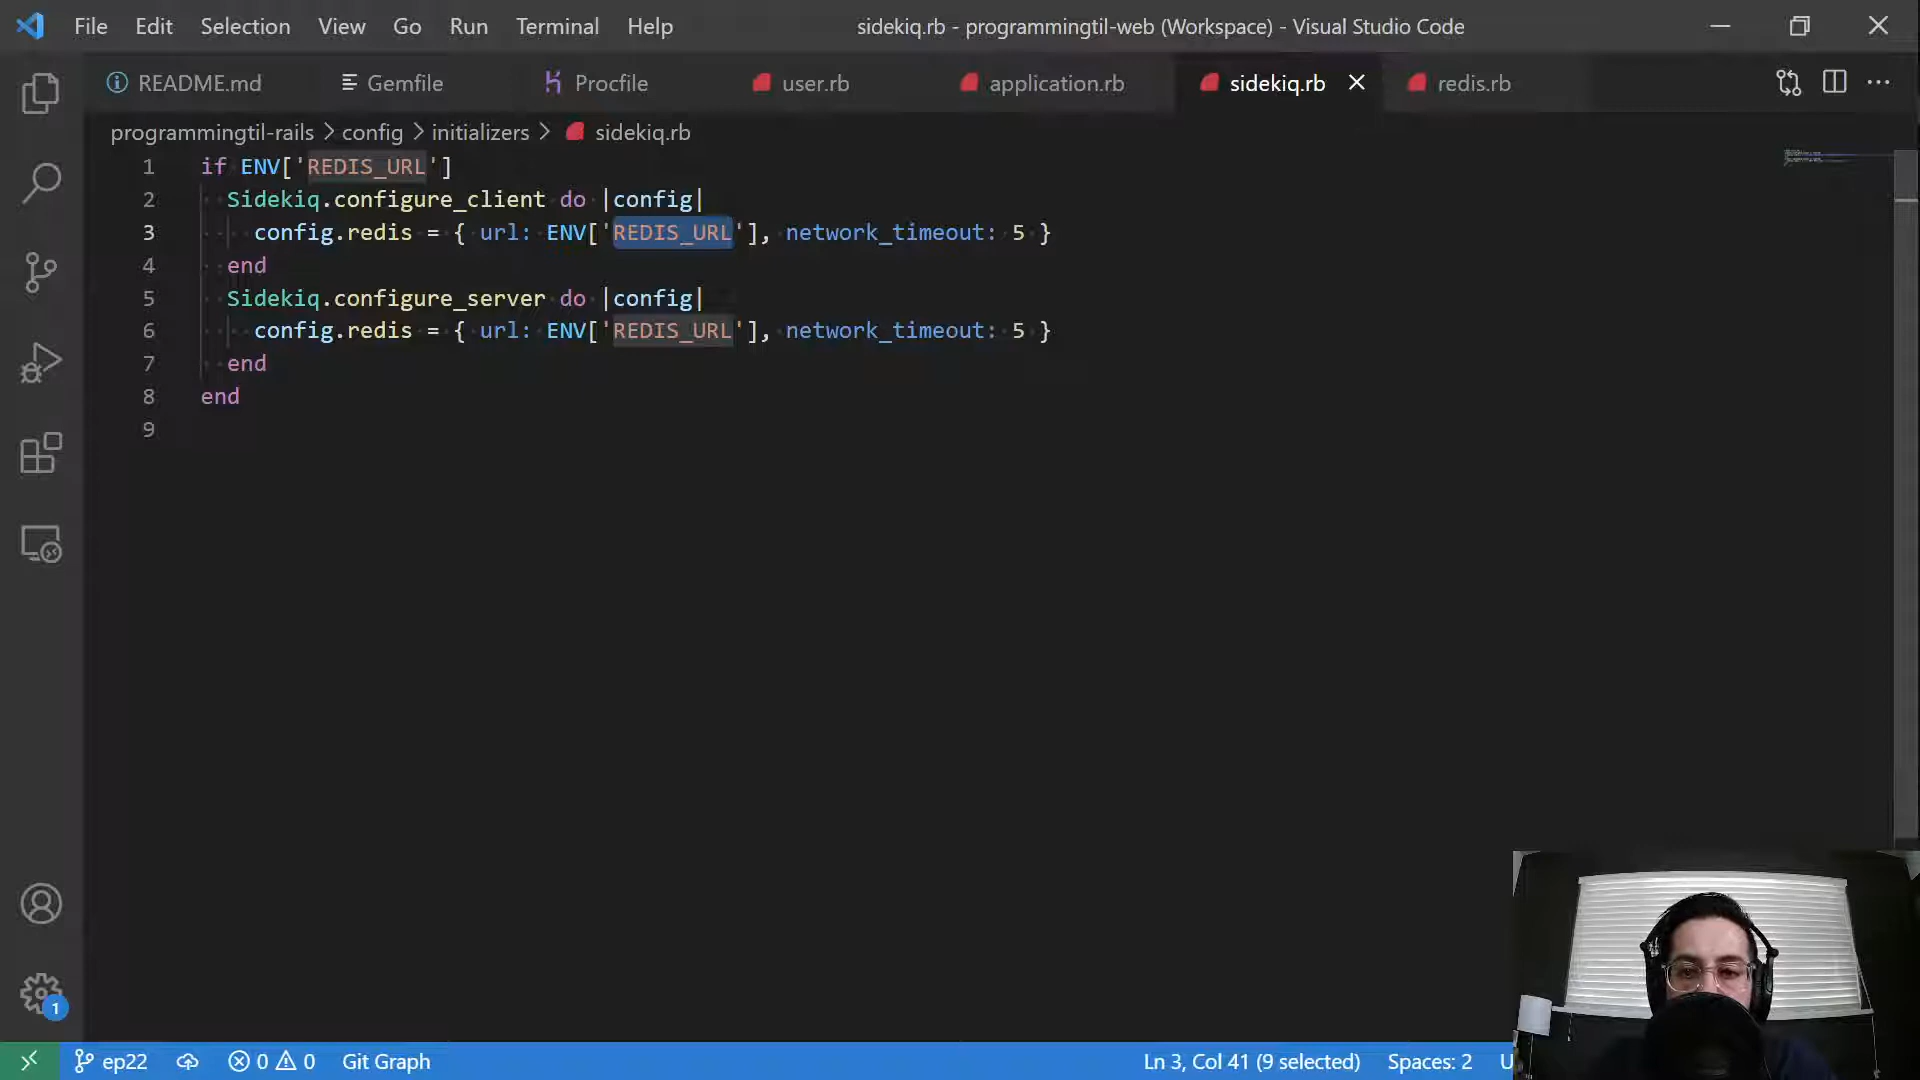 File Edit Selection View Go Run Terminal Help sidekiq.rb - programmingtil-web (Workspace) - Visual Studio Code
README.md Gemfile Procfile user.rb application.rb sidekiq.rb redis.rb
programmingtil-rails > config > initializers > sidekiq.rb
1 if ENV['REDIS_URL']
2 Sidekiq.configure_client do |config|
3 config.redis = { url: ENV['REDIS_URL'], network_timeout: 5 }
4 end
5 Sidekiq.configure_server do |config|
6 config.redis = { url: ENV['REDIS_URL'], network_timeout: 5 }
7 end
8 end
9
1
ep22 0 0 Git Graph Ln 3, Col 41 (9 selected) Spaces: 2 U